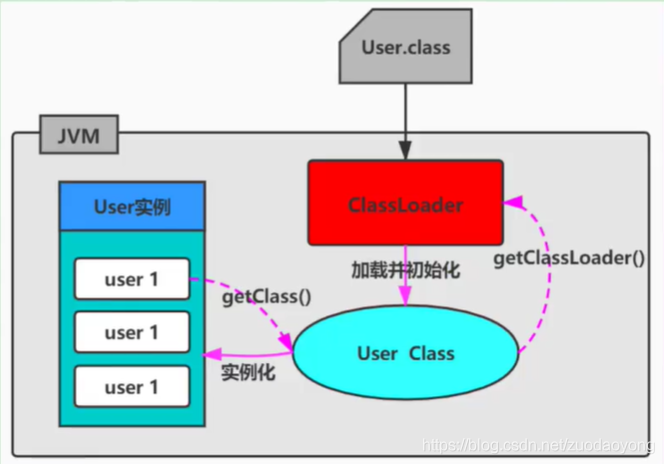 User.class
JVM
User实例
ClassLoader
加载并初始化
getClassLoader()
user 1
getClass()
user 1
User Class
实例化
user 1
https://blog.csdn.net/zuodaoyong